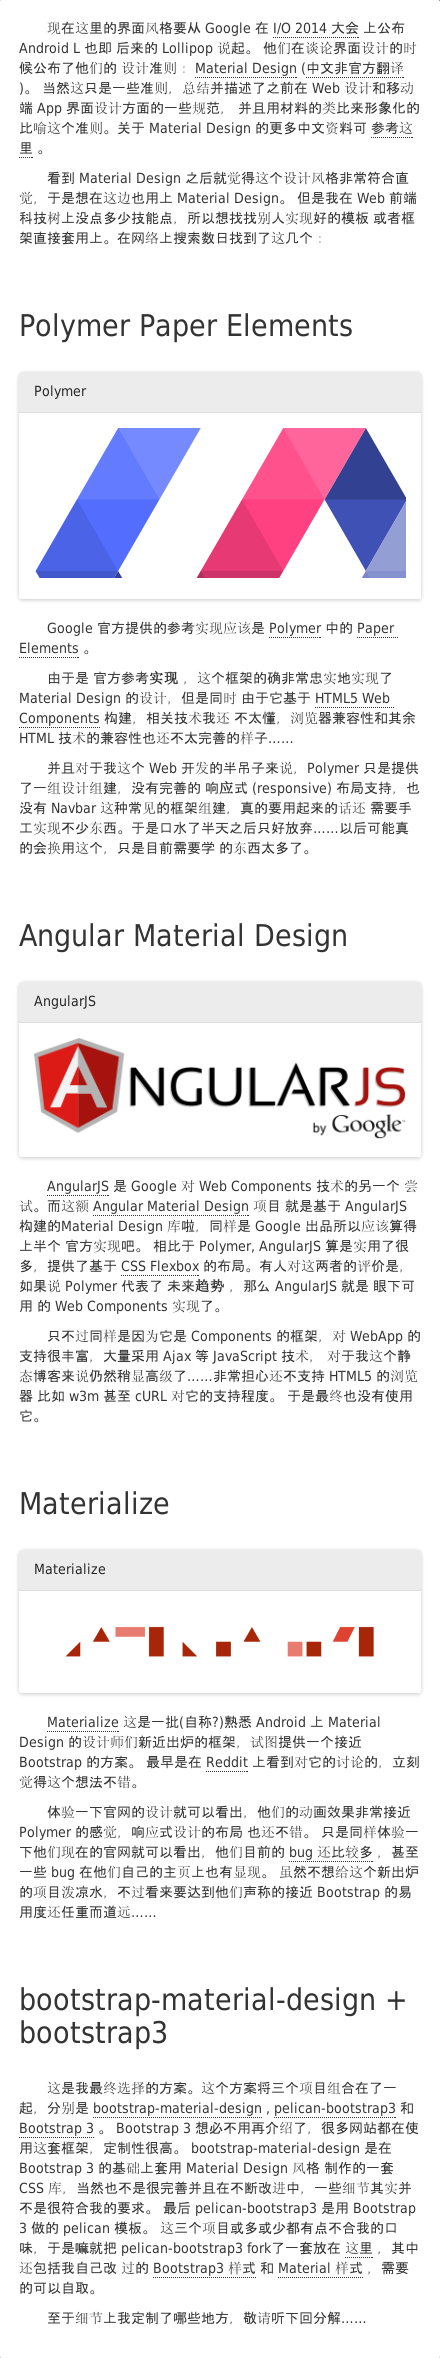 现在这里的界面风格要从 Google 在 I/O 2014 大会 上公布
Android L 也即 后来的 Lollipop 说起。 他们在谈论界面设计的时
候公布了他们的 设计准则： Material Design (中文非官方翻译
)。 当然这只是一些准则，总结并描述了之前在 Web 设计和移动
端 App 界面设计方面的一些规范， 并且用材料的类比来形象化的
比喻这个准则。关于 Material Design 的更多中文资料可 参考这
里 。
看到 Material Design 之后就觉得这个设计风格非常符合直
觉，于是想在这边也用上 Material Design。 但是我在 Web 前端
科技树上没点多少技能点，所以想找找别人实现好的模板 或者框
架直接套用上。在网络上搜索数日找到了这几个：
Polymer Paper Elements
Polymer
Google 官方提供的参考实现应该是 Polymer 中的 Paper
Elements 。
由于是 官方参考实现 ，这个框架的确非常忠实地实现了
Material Design 的设计，但是同时 由于它基于 HTML5 Web
Components 构建，相关技术我还 不太懂，浏览器兼容性和其余
HTML 技术的兼容性也还不太完善的样子……
并且对于我这个 Web 开发的半吊子来说，Polymer 只是提供
了一组设计组建，没有完善的 响应式 (responsive) 布局支持，也
没有 Navbar 这种常见的框架组建，真的要用起来的话还 需要手
工实现不少东西。于是口水了半天之后只好放弃……以后可能真
的会换用这个，只是目前需要学 的东西太多了。
Angular Material Design
AngularJS
ANGULARJS
by Google
AngularJS 是 Google 对 Web Components 技术的另一个 尝
试。而这额 Angular Material Design 项目 就是基于 AngularJS
构建的Material Design 库啦，同样是 Google 出品所以应该算得
上半个 官方实现吧。 相比于 Polymer, AngularJS 算是实用了很
多，提供了基于 CSS Flexbox 的布局。有人对这两者的评价是，
如果说 Polymer 代表了 未来趋势 ，那么 AngularJS 就是 眼下可
用 的 Web Components 实现了。
只不过同样是因为它是 Components 的框架，对 WebApp 的
支持很丰富，大量采用 Ajax 等 JavaScript 技术， 对于我这个静
态博客来说仍然稍显高级了……非常担心还不支持 HTML5 的浏览
器 比如 w3m 甚至 cURL 对它的支持程度。 于是最终也没有使用
它。
Materialize
Materialize
Materialize 这是一批(自称?)熟悉 Android 上 Material
Design 的设计师们新近出炉的框架，试图提供一个接近
Bootstrap 的方案。 最早是在 Reddit 上看到对它的讨论的，立刻
觉得这个想法不错。
体验一下官网的设计就可以看出，他们的动画效果非常接近
Polymer 的感觉，响应式设计的布局 也还不错。 只是同样体验一
下他们现在的官网就可以看出，他们目前的 bug 还比较多 ，甚至
一些 bug 在他们自己的主页上也有显现。 虽然不想给这个新出炉
的项目泼凉水，不过看来要达到他们声称的接近 Bootstrap 的易
用度还任重而道远……
bootstrap-material-design +
bootstrap3
这是我最终选择的方案。这个方案将三个项目组合在了一
起，分别是 bootstrap-material-design , pelican-bootstrap3 和
Bootstrap 3 。 Bootstrap 3 想必不用再介绍了，很多网站都在使
用这套框架，定制性很高。 bootstrap-material-design 是在
Bootstrap 3 的基础上套用 Material Design 风格 制作的一套
CSS 库，当然也不是很完善并且在不断改进中，一些细节其实并
不是很符合我的要求。 最后 pelican-bootstrap3 是用 Bootstrap
3 做的 pelican 模板。 这三个项目或多或少都有点不合我的口
味，于是嘛就把 pelican-bootstrap3 fork了一套放在 这里 ，其中
还包括我自己改 过的 Bootstrap3 样式 和 Material 样式 ，需要
的可以自取。
至于细节上我定制了哪些地方，敬请听下回分解……